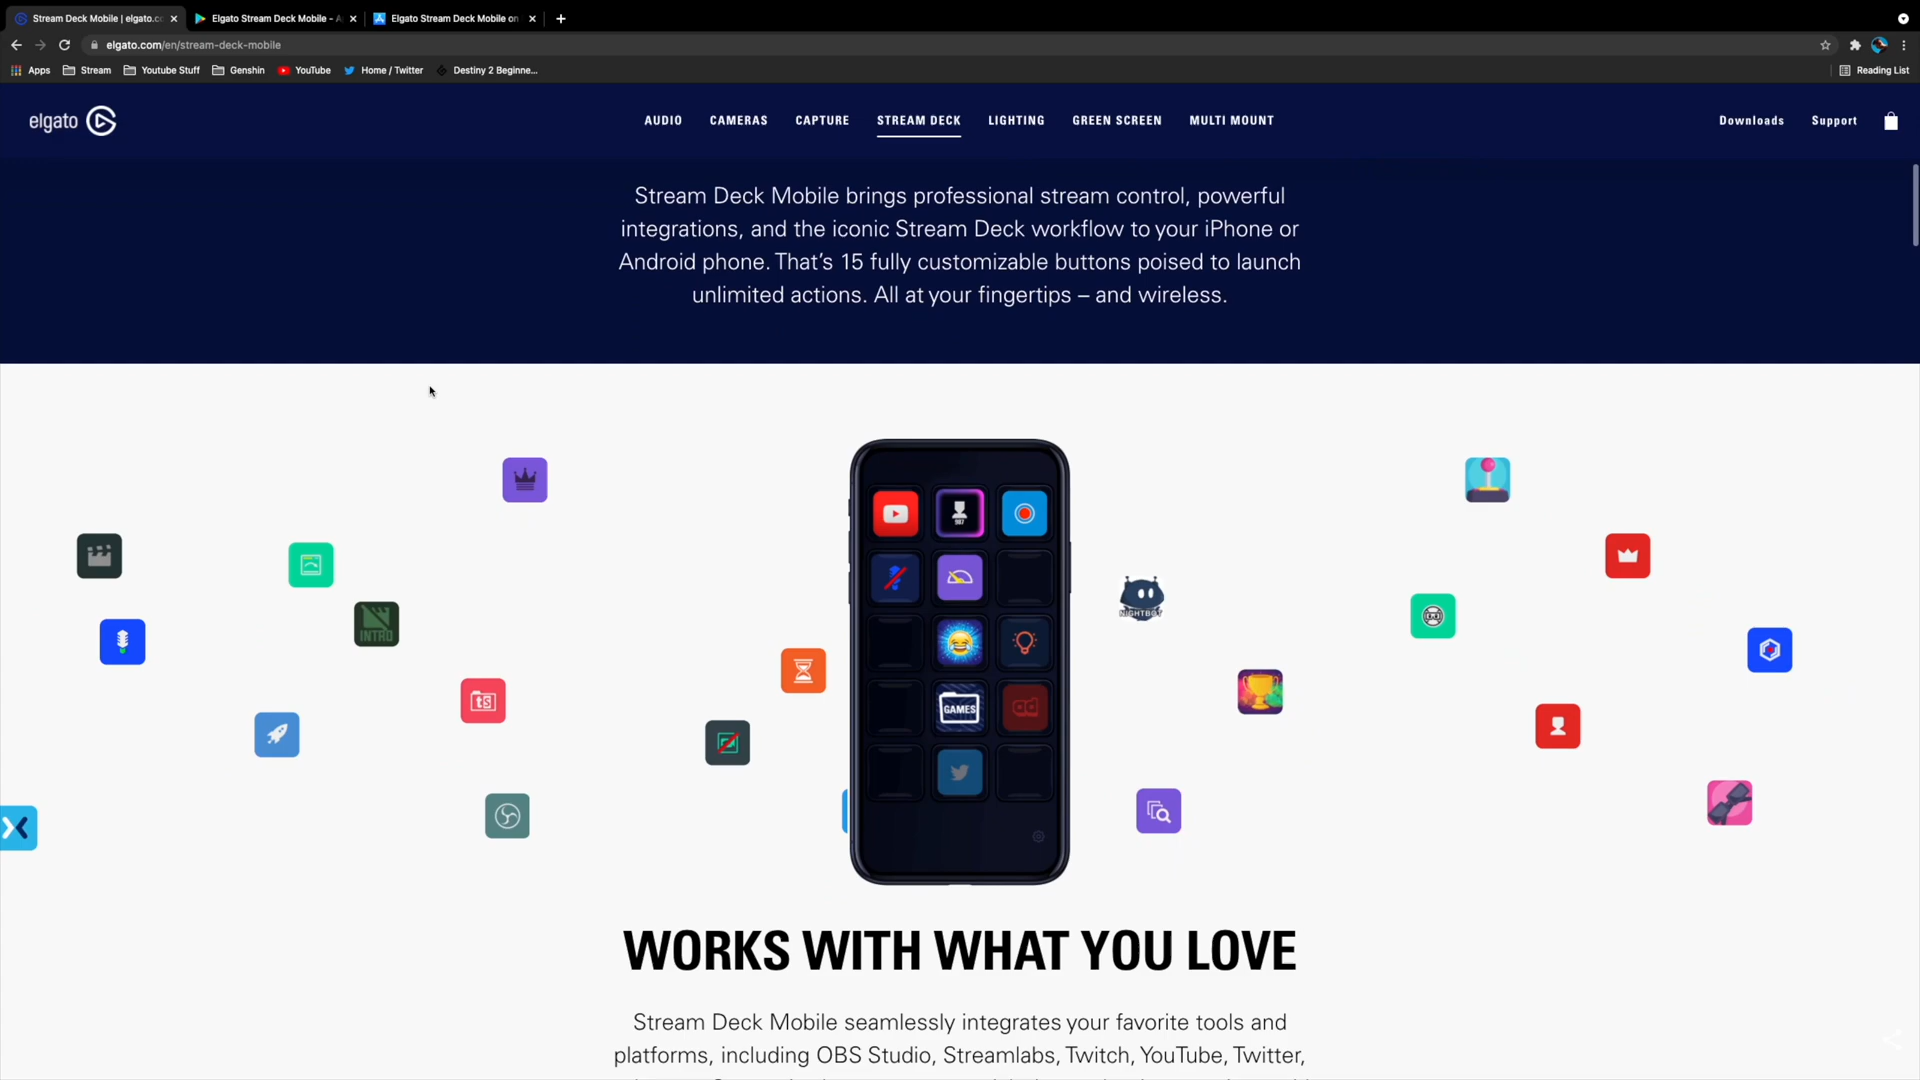 Stream Deck Mobile | elgato.co
Elgato Stream Deck Mobile - A
Elgato Stream Deck Mobile on
elgato.com/en/stream-deck-mobile
Apps
Stream
Youtube Stuff
Genshin
YouTube
Home / Twitter
Destiny 2 Beginne...
Reading List
elgato
AUDIO
CAMERAS
CAPTURE
STREAM DECK
LIGHTING
GREEN SCREEN
MULTI MOUNT
Downloads
Support
Stream Deck Mobile brings professional stream control, powerful
integrations, and the iconic Stream Deck workflow to your iPhone or
Android phone. That's 15 fully customizable buttons poised to launch
unlimited actions. All at your fingertips – and wireless.
987
NIGHTBOT
INTRO
ts
GAMES
WORKS WITH WHAT YOU LOVE
Stream Deck Mobile seamlessly integrates your favorite tools and
platforms, including OBS Studio, Streamlabs, Twitch, YouTube, Twitter,